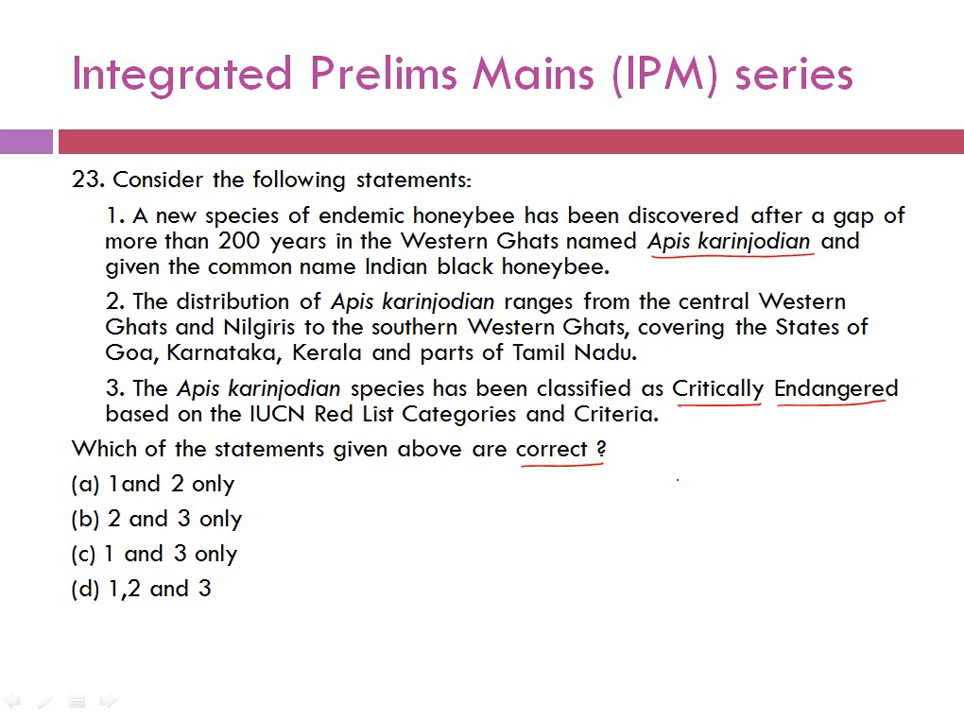 Integrated Prelims Mains (IPM) series
23. Consider the following statements:
1. A new species of endemic honeybee has been discovered after a gap of
more than 200 years in the Western Ghats named Apis karinjodian and
given the common name Indian black honeybee.
2. The distribution of Apis karinjodian ranges from the central Western
Ghats and Nilgiris to the southern Western Ghats, covering the States of
Goa, Karnataka, Kerala and parts of Tamil Nadu.
3. The Apis karinjodian species has been classified as Critically Endangered
based on the IUCN Red List Categories and Criteria.
Which of the statements given above are correct ?
(a) 1and 2 only
(b) 2 and 3 only
(c) 1 and 3 only
(d) 1,2 and 3